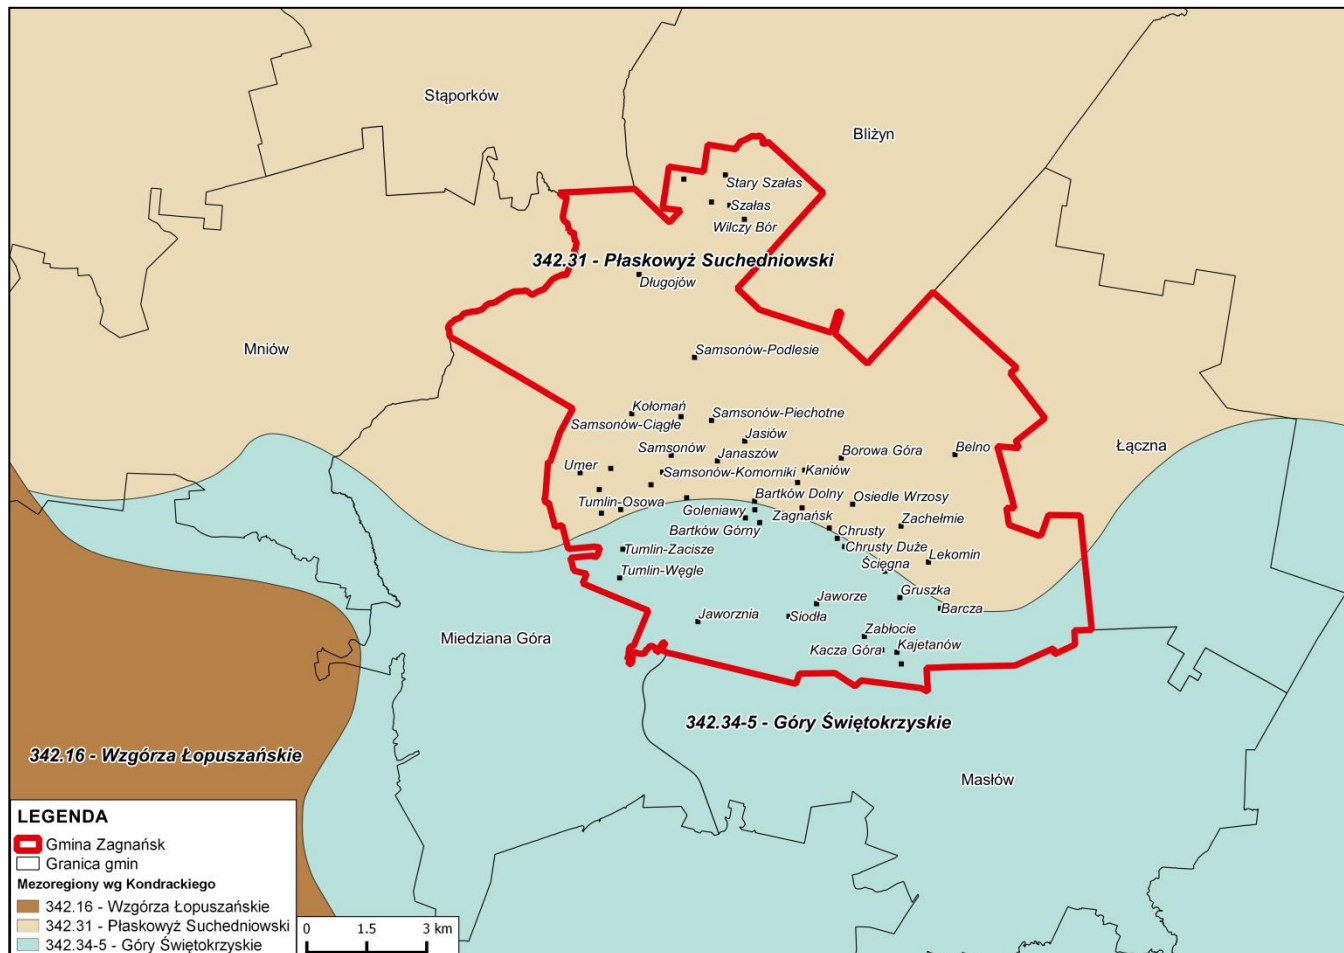 Stąporków
Bliżyn
Stary Szałas
Szałas
Wilczy Bór
342.31 - Płaskowyż Suchedniowski
Długojów
Mniów
Samsonów-Podlesie
Kołomań
Samsonów-Ciągłe
Samsonów-Piechotne
Jasiów
Samsonów
Janaszów
Borowa Góra
Belno
Łączna
Umer
Samsonów-Komorniki
Kaniów
Tumlin-Osowa
Goleniawy
Bartków Dolny
Osiedle Wrzosy
Zagnańsk
Bartków Górny
Zachełmie
Chrusty
Tumlin-Zacisze
Chrusty Duże
Lekomin
Ścięgna
Tumlin-Węgle
Gruszka
Jaworze
Barcza
Jaworznia
Siodła
Zabłocie
Miedziana Góra
Kacza Góra
Kajetanów
342.34-5 - Góry Świętokrzyskie
342.16 - Wzgórza Łopuszańskie
Masłów
LEGENDA
Gmina Zagnańsk
Granica gmin
Mezoregiony wg Kondrackiego
342.16 - Wzgórza Łopuszańskie
342.31 - Płaskowyż Suchedniowski
342.34-5 - Góry Świętokrzyskie
0 1.5 3 km